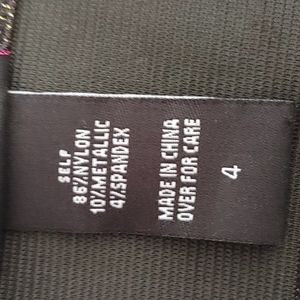 SELF
86%NYLON
10%METALLIC
4%SPANDEX
MADE IN CHINA
OVER FOR CARE
4